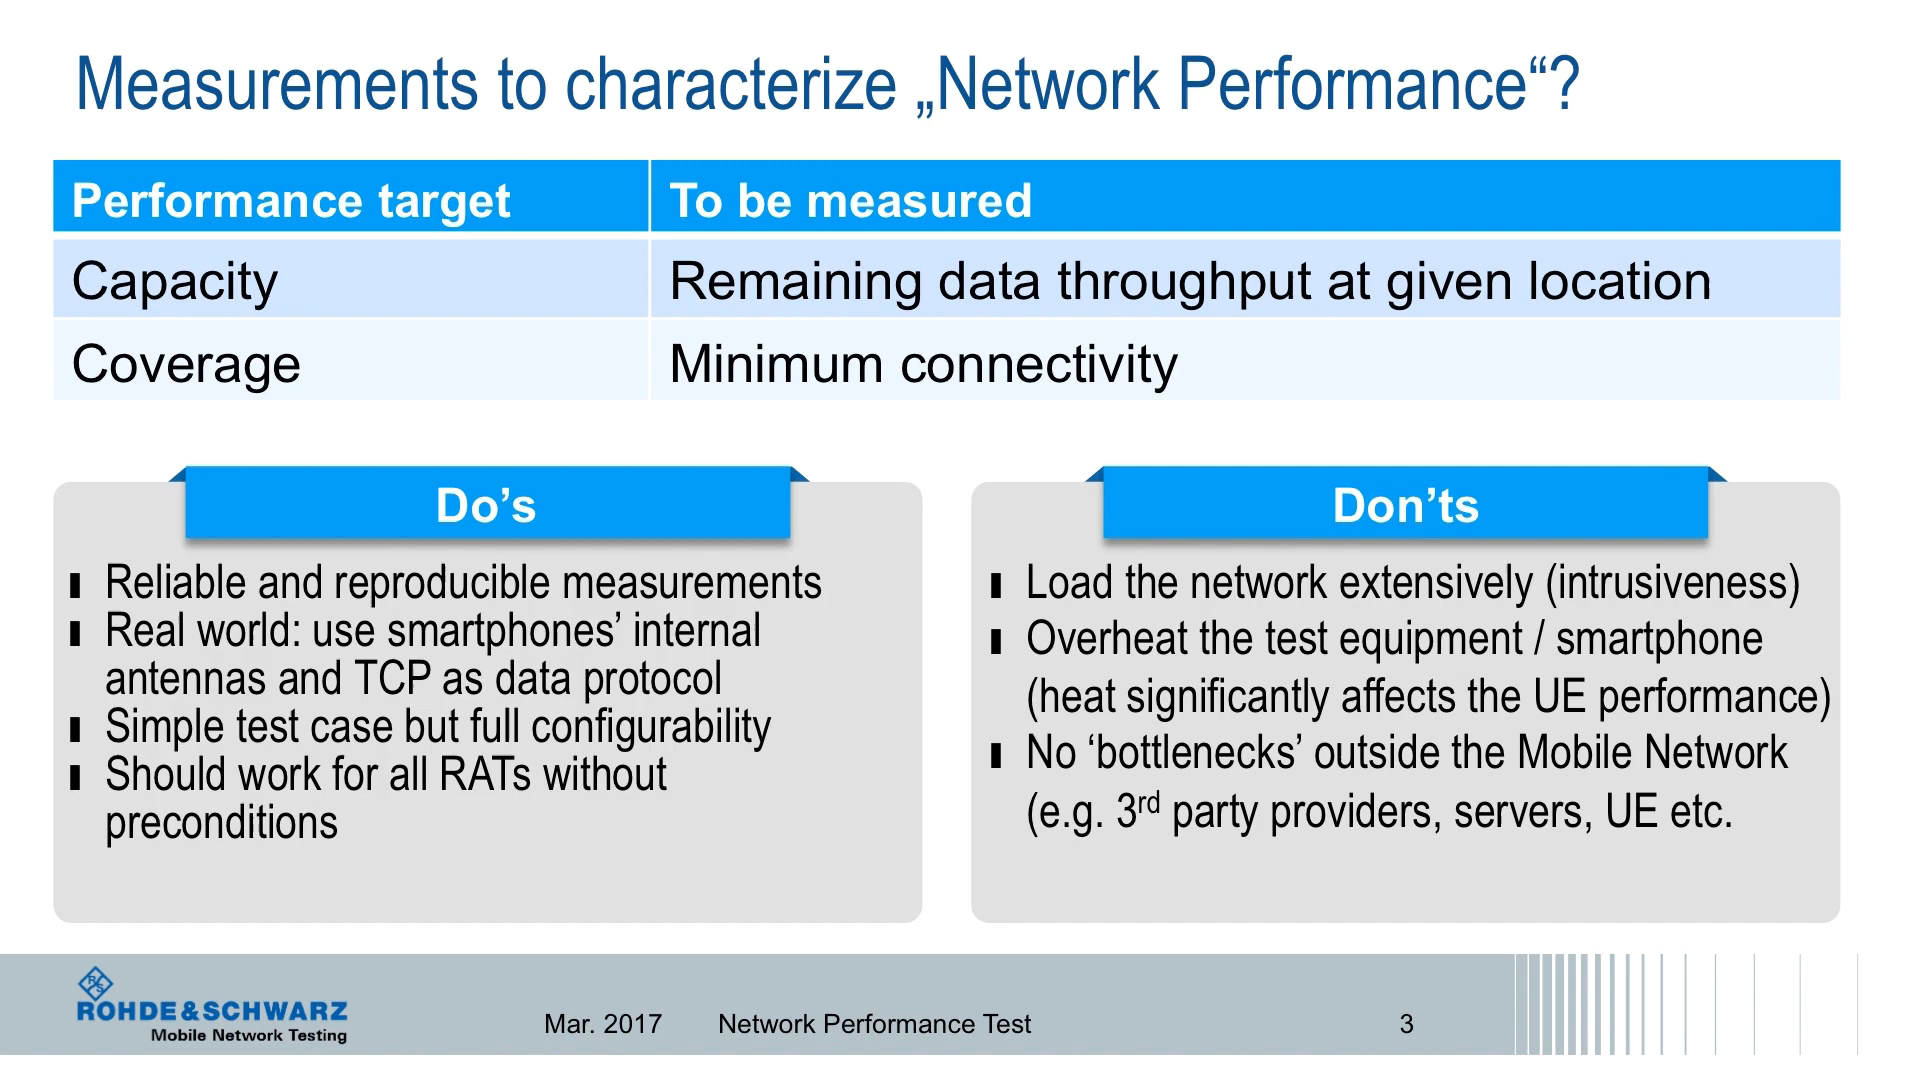 Measurements to characterize „Network Performance“?
Performance target
To be measured
Capacity
Remaining data throughput at given location
Coverage
Minimum connectivity
Do’s
Reliable and reproducible measurements
Real world: use smartphones’ internal
antennas and TCP as data protocol
Simple test case but full configurability
Should work for all RATs without
preconditions
Don’ts
Load the network extensively (intrusiveness)
Overheat the test equipment / smartphone
(heat significantly affects the UE performance)
No ‘bottlenecks’ outside the Mobile Network
(e.g. 3rd party providers, servers, UE etc.
R&S
ROHDE&SCHWARZ
Mobile Network Testing
Mar. 2017
Network Performance Test
3